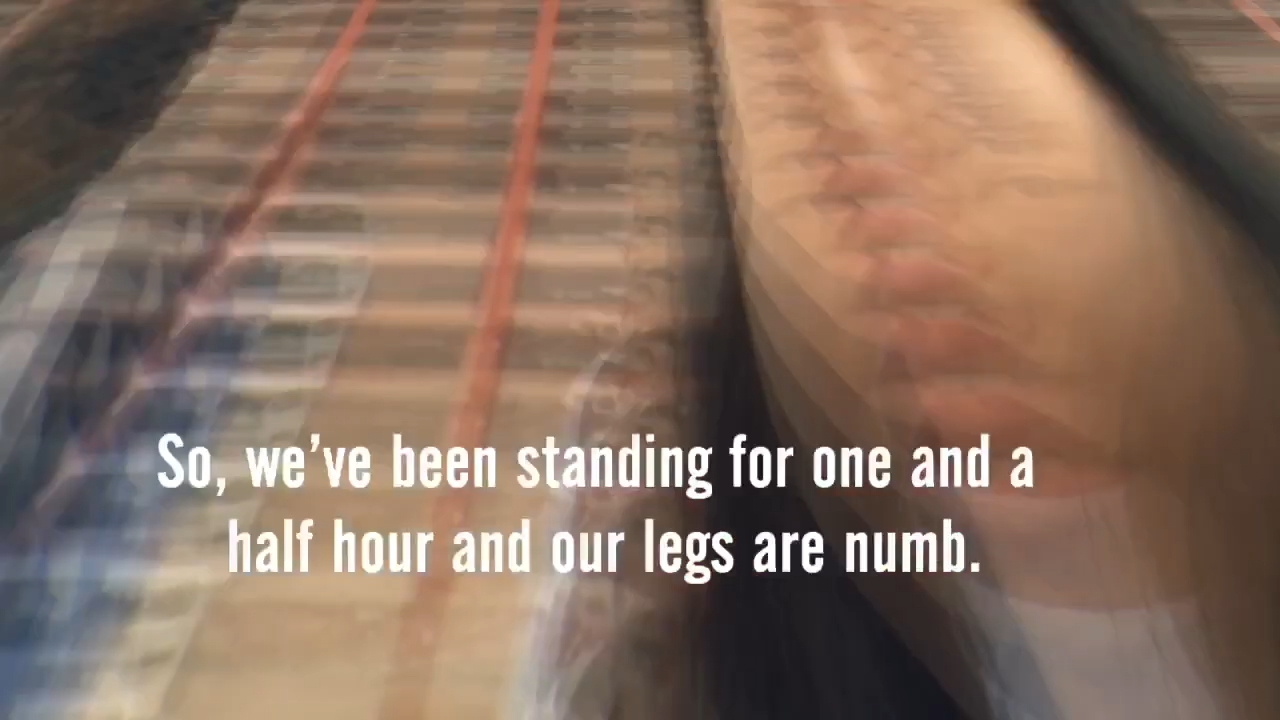 So, we've been standing for one and a
half hour and our legs are numb.